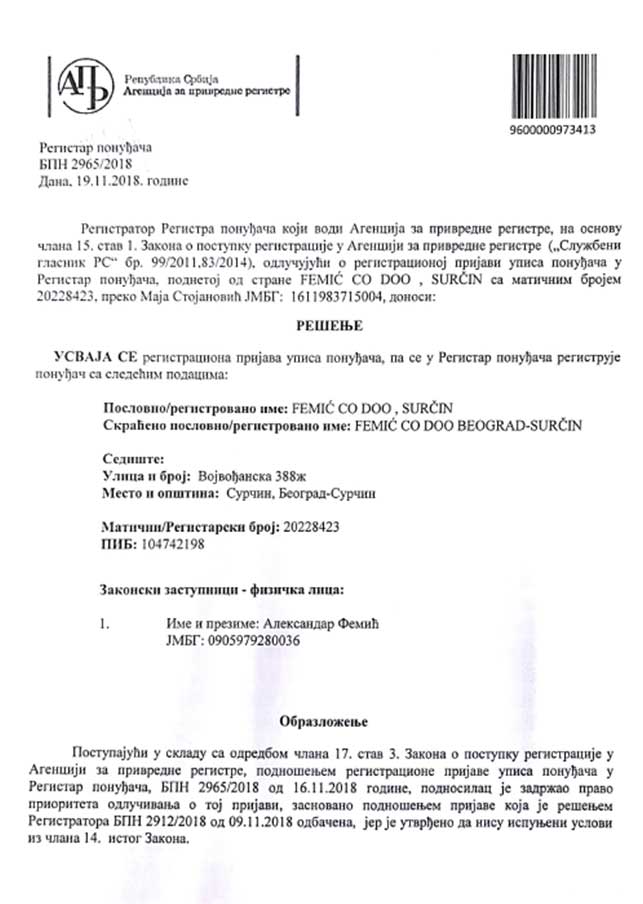 АПР
Република Србија
Агенција за привредне регистре
9600000973413
Регистар понуђача
БПН 2965/2018
Дана, 19.11.2018. године
Регистратор Регистра понуђача који води Агенција за привредне регистре, на основу
члана 15. став 1. Закона о поступку регистрације у Агенцији за привредне регистре („Службени
гласник РС“ бр. 99/2011,83/2014), одлучујући о регистрационој пријави уписа понуђача у
Регистар понуђача, поднетој од стране FEMIĆ CO DOO , SURČIN са матичним бројем
20228423, преко Маја Стојановић ЈМБГ: 1611983715004, доноси:
РЕШЕЊЕ
УСВАЈА СЕ регистрациона пријава уписа понуђача, па се у Регистар понуђача региструје
понуђач са следећим подацима:
Пословно/регистровано име: FEMIĆ CO DOO , SURČIN
Скраћено пословно/регистровано име: FEMIĆ CO DOO BEOGRAD-SURČIN
Седиште:
Улица и број: Војвођанска 388ж
Место и општина: Сурчин, Београд-Сурчин
Матични/Регистарски број: 20228423
ПИБ: 104742198
Законски заступници - физичка лица:
1. Име и презиме: Александар Фемић
ЈМБГ: 0905979280036
Образложење
Поступајући у складу са одредбом члана 17. став 3. Закона о поступку регистрације у
Агенцији за привредне регистре, подношењем регистрационе пријаве уписа понуђача у
Регистар понуђача, БПН 2965/2018 од 16.11.2018 године, подносилац је задржао право
приоритета одлучивања о тој пријави, засновано подношењем пријаве која је решењем
Регистратора БПН 2912/2018 од 09.11.2018 одбачена, јер је утврђено да нису испуњени услови
из члана 14. истог Закона.